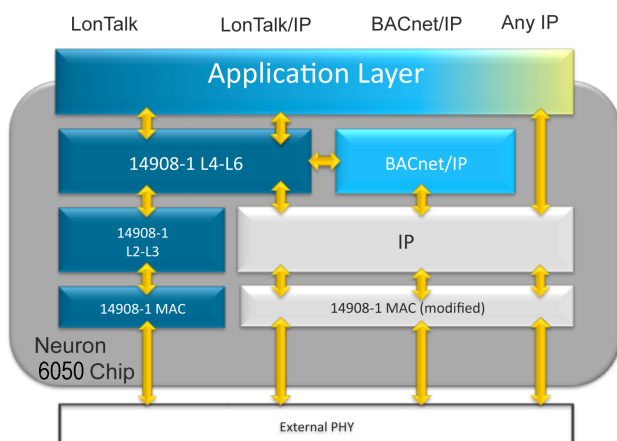 LonTalk LonTalk/IP BACnet/IP Any IP
Application Layer
14908-1 L4-L6 BACnet/IP
14908-1
L2-L3
IP
14908-1 MAC 14908-1 MAC (modified)
Neuron
6050 Chip
External PHY